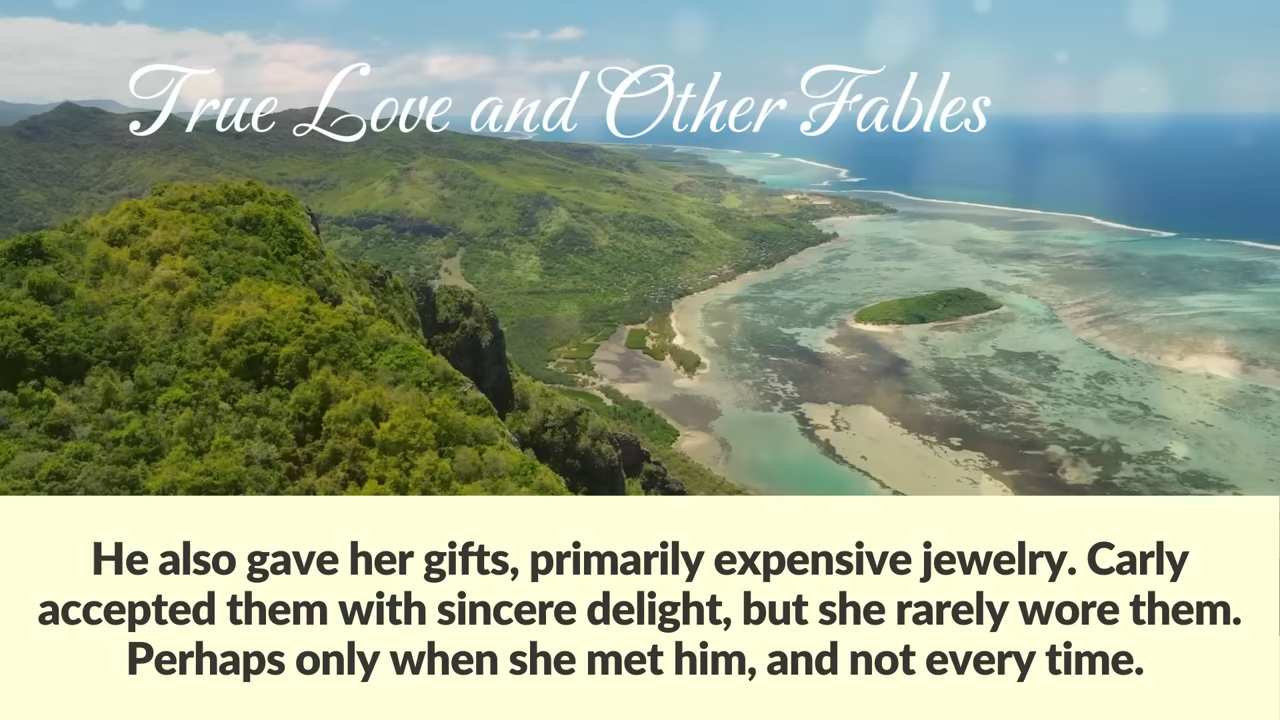 True Love and Other Fables
He also gave her gifts, primarily expensive jewelry. Carly
accepted them with sincere delight, but she rarely wore them.
Perhaps only when she met him, and not every time.